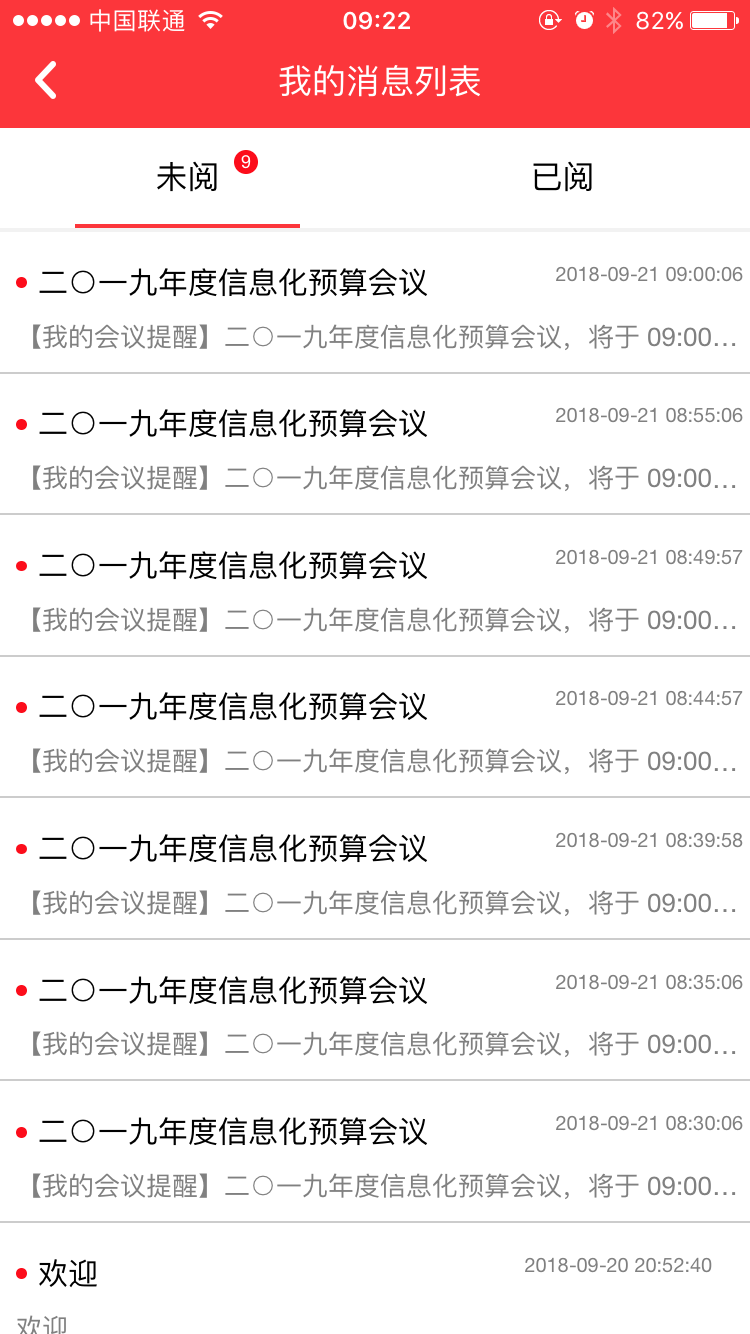 中国联通 09:22 82%
我的消息列表
未阅 9 已阅
二〇一九年度信息化预算会议 2018-09-21 09:00:06
【我的会议提醒】二〇一九年度信息化预算会议，将于 09:00…
二〇一九年度信息化预算会议 2018-09-21 08:55:06
【我的会议提醒】二〇一九年度信息化预算会议，将于 09:00…
二〇一九年度信息化预算会议 2018-09-21 08:49:57
【我的会议提醒】二〇一九年度信息化预算会议，将于 09:00…
二〇一九年度信息化预算会议 2018-09-21 08:44:57
【我的会议提醒】二〇一九年度信息化预算会议，将于 09:00…
二〇一九年度信息化预算会议 2018-09-21 08:39:58
【我的会议提醒】二〇一九年度信息化预算会议，将于 09:00…
二〇一九年度信息化预算会议 2018-09-21 08:35:06
【我的会议提醒】二〇一九年度信息化预算会议，将于 09:00…
二〇一九年度信息化预算会议 2018-09-21 08:30:06
【我的会议提醒】二〇一九年度信息化预算会议，将于 09:00…
欢迎 2018-09-20 20:52:40
欢迎